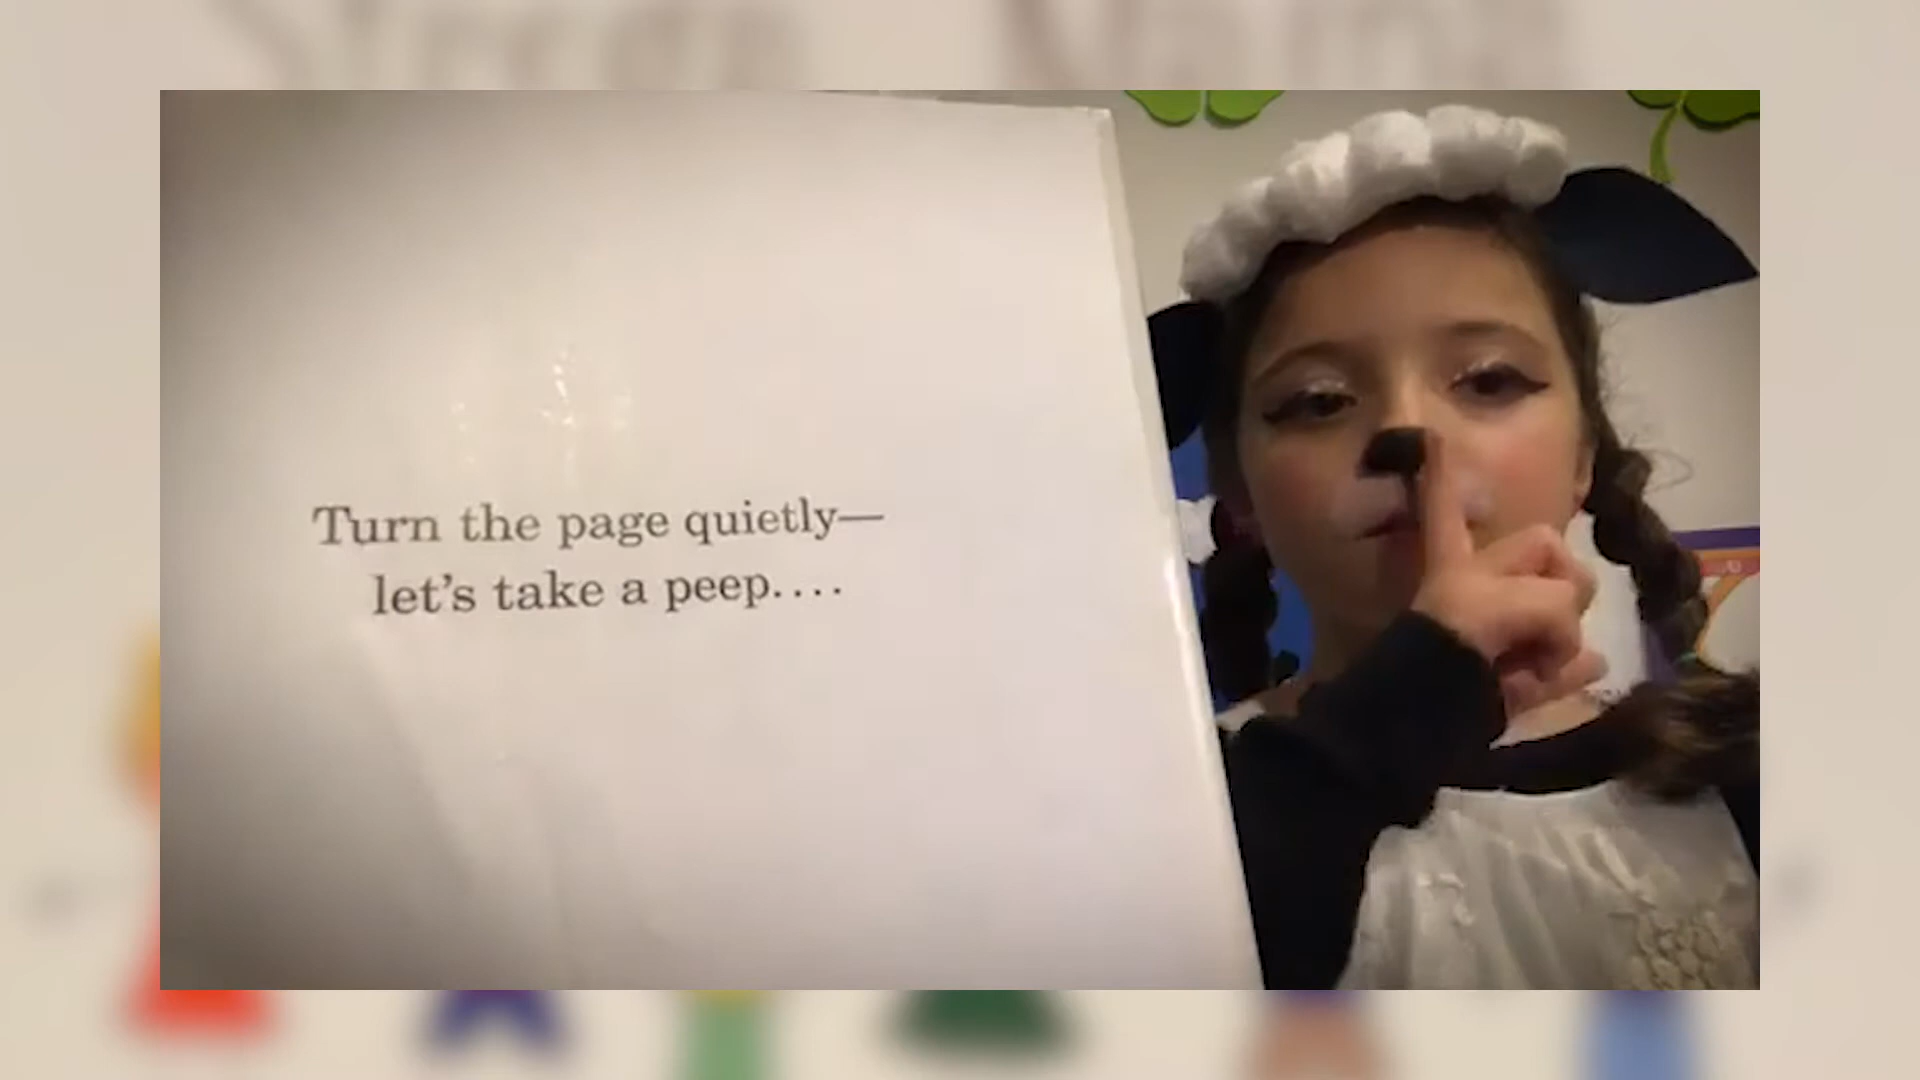 Turn the page quietly—
let's take a peep....